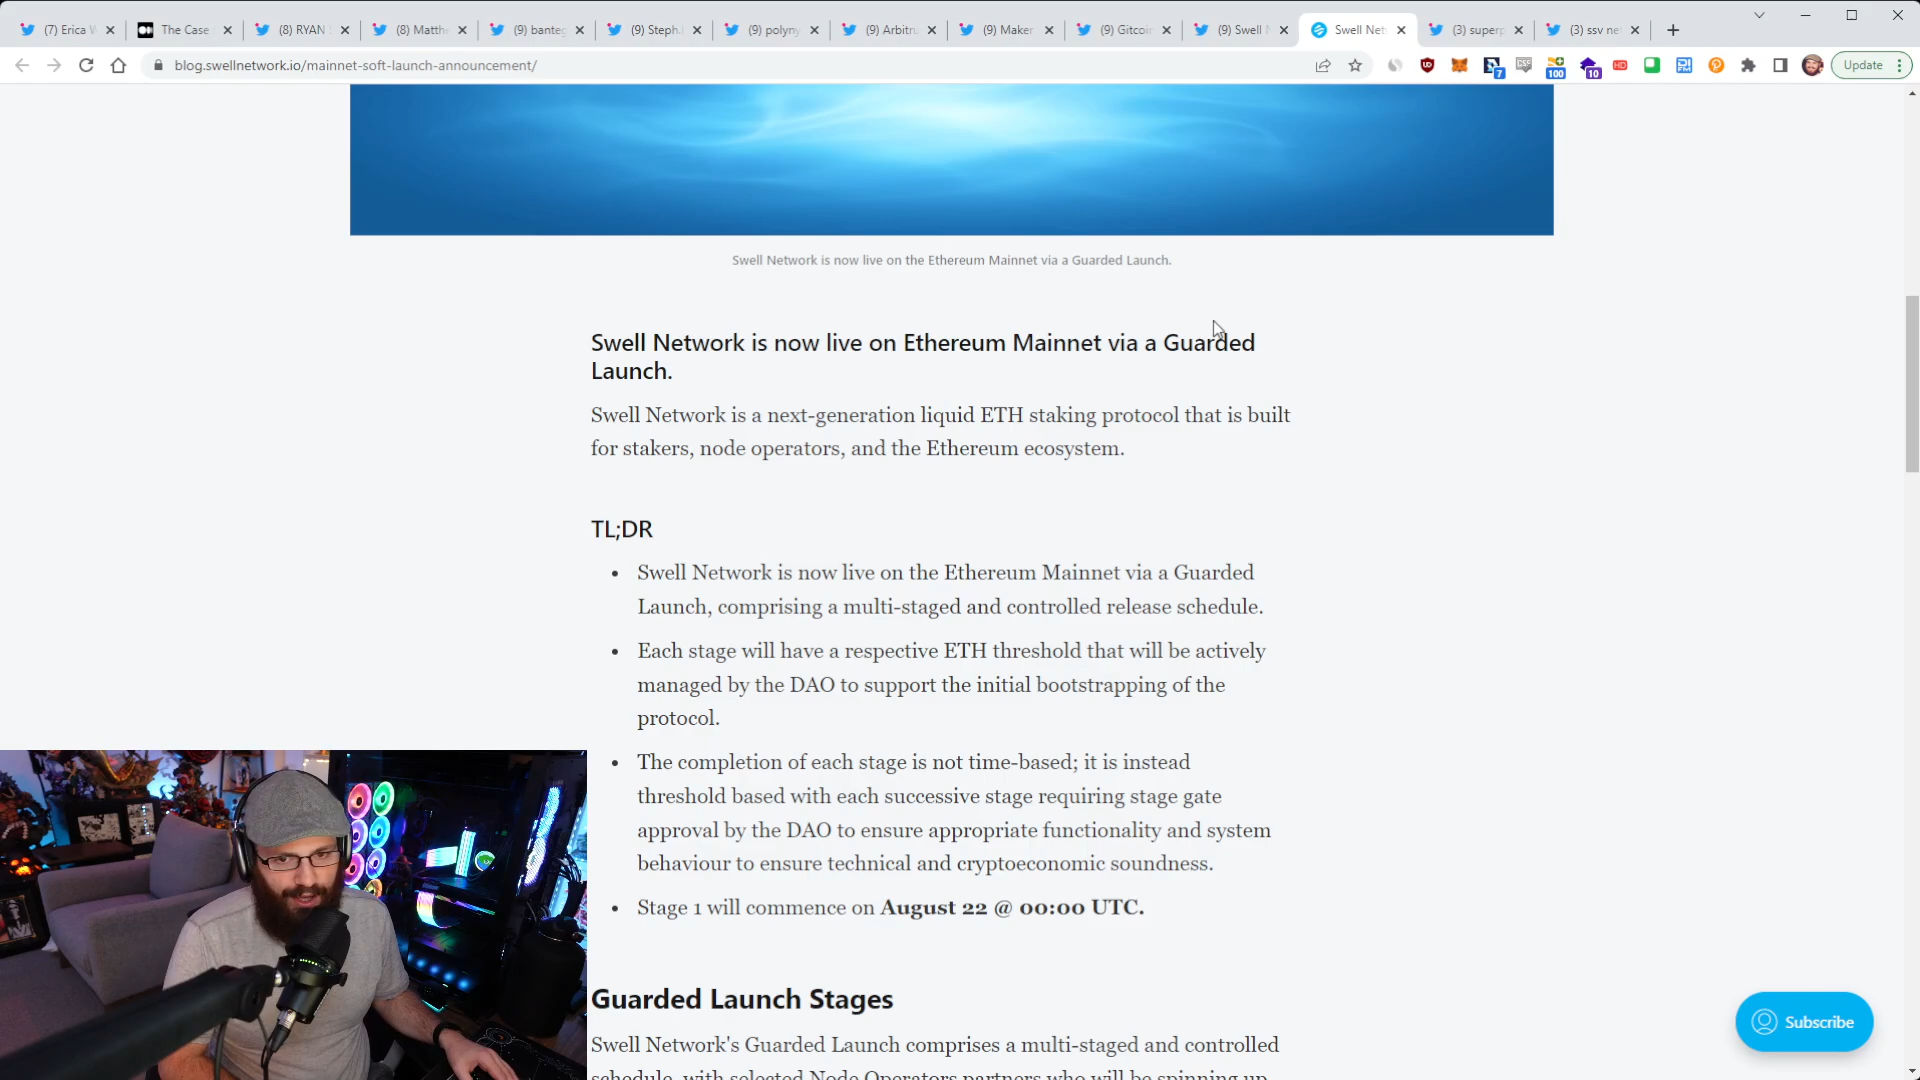 (7) Erica W
The Case
(8) RYAN S
(8) Matth
(9) banteg
(9) Steph.
(9) polyny
(9) Arbitru
(9) Maker
(9) Gitcoin
(9) Swell N
Swell Net
(3) superp
(3) ssv ne
blog.swellnetwork.io/mainnet-soft-launch-announcement/
7
CSS
100
10
HD
Update
Swell Network is now live on the Ethereum Mainnet via a Guarded Launch.
Swell Network is now live on Ethereum Mainnet via a Guarded
Launch.
Swell Network is a next-generation liquid ETH staking protocol that is built
for stakers, node operators, and the Ethereum ecosystem.
TL;DR
• Swell Network is now live on the Ethereum Mainnet via a Guarded
Launch, comprising a multi-staged and controlled release schedule.
• Each stage will have a respective ETH threshold that will be actively
managed by the DAO to support the initial bootstrapping of the
protocol.
• The completion of each stage is not time-based; it is instead
threshold based with each successive stage requiring stage gate
approval by the DAO to ensure appropriate functionality and system
behaviour to ensure technical and cryptoeconomic soundness.
• Stage 1 will commence on August 22 @ 00:00 UTC.
Guarded Launch Stages
Swell Network's Guarded Launch comprises a multi-staged and controlled
schedule, with selected Node Operators partners who will be spinning up
Subscribe